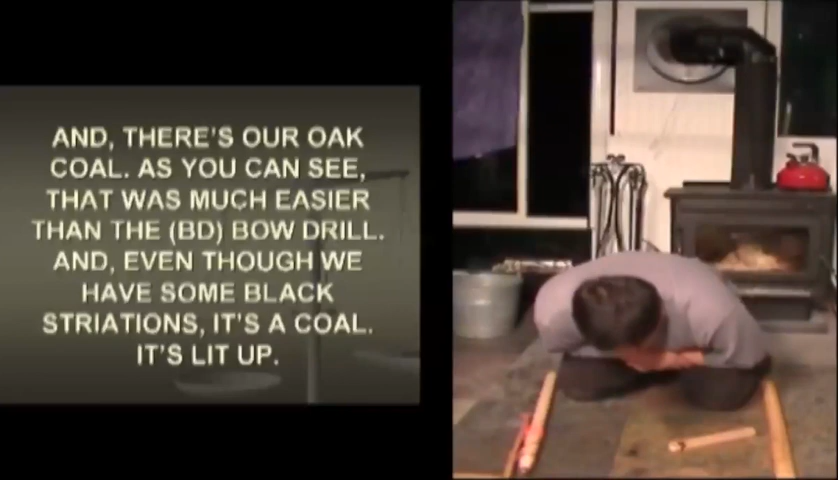 AND, THERE'S OUR OAK
COAL. AS YOU CAN SEE,
THAT WAS MUCH EASIER
THAN THE (BD) BOW DRILL.
AND, EVEN THOUGH WE
HAVE SOME BLACK
STRIATIONS, IT'S A COAL.
IT'S LIT UP.